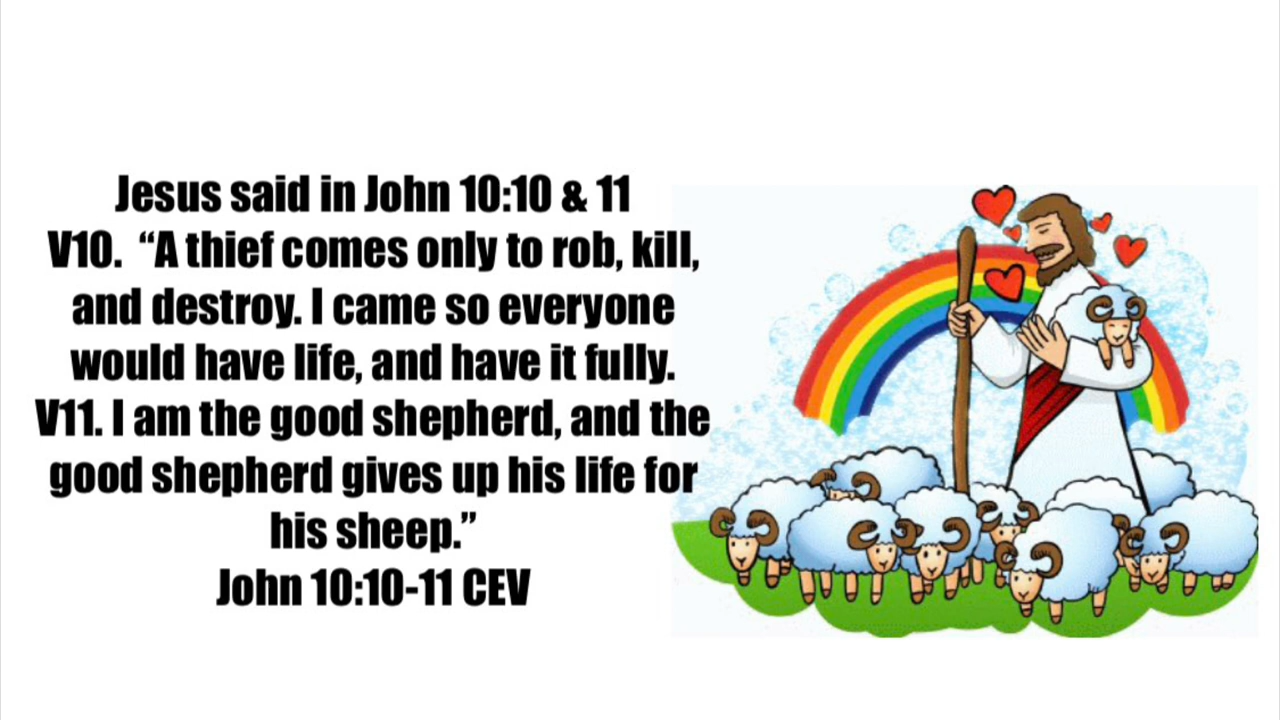 Jesus said in John 10:10 & 11
V10.  “A thief comes only to rob, kill,
and destroy. I came so everyone
would have life, and have it fully.
V11. I am the good shepherd, and the
good shepherd gives up his life for
his sheep.”
John 10:10-11 CEV